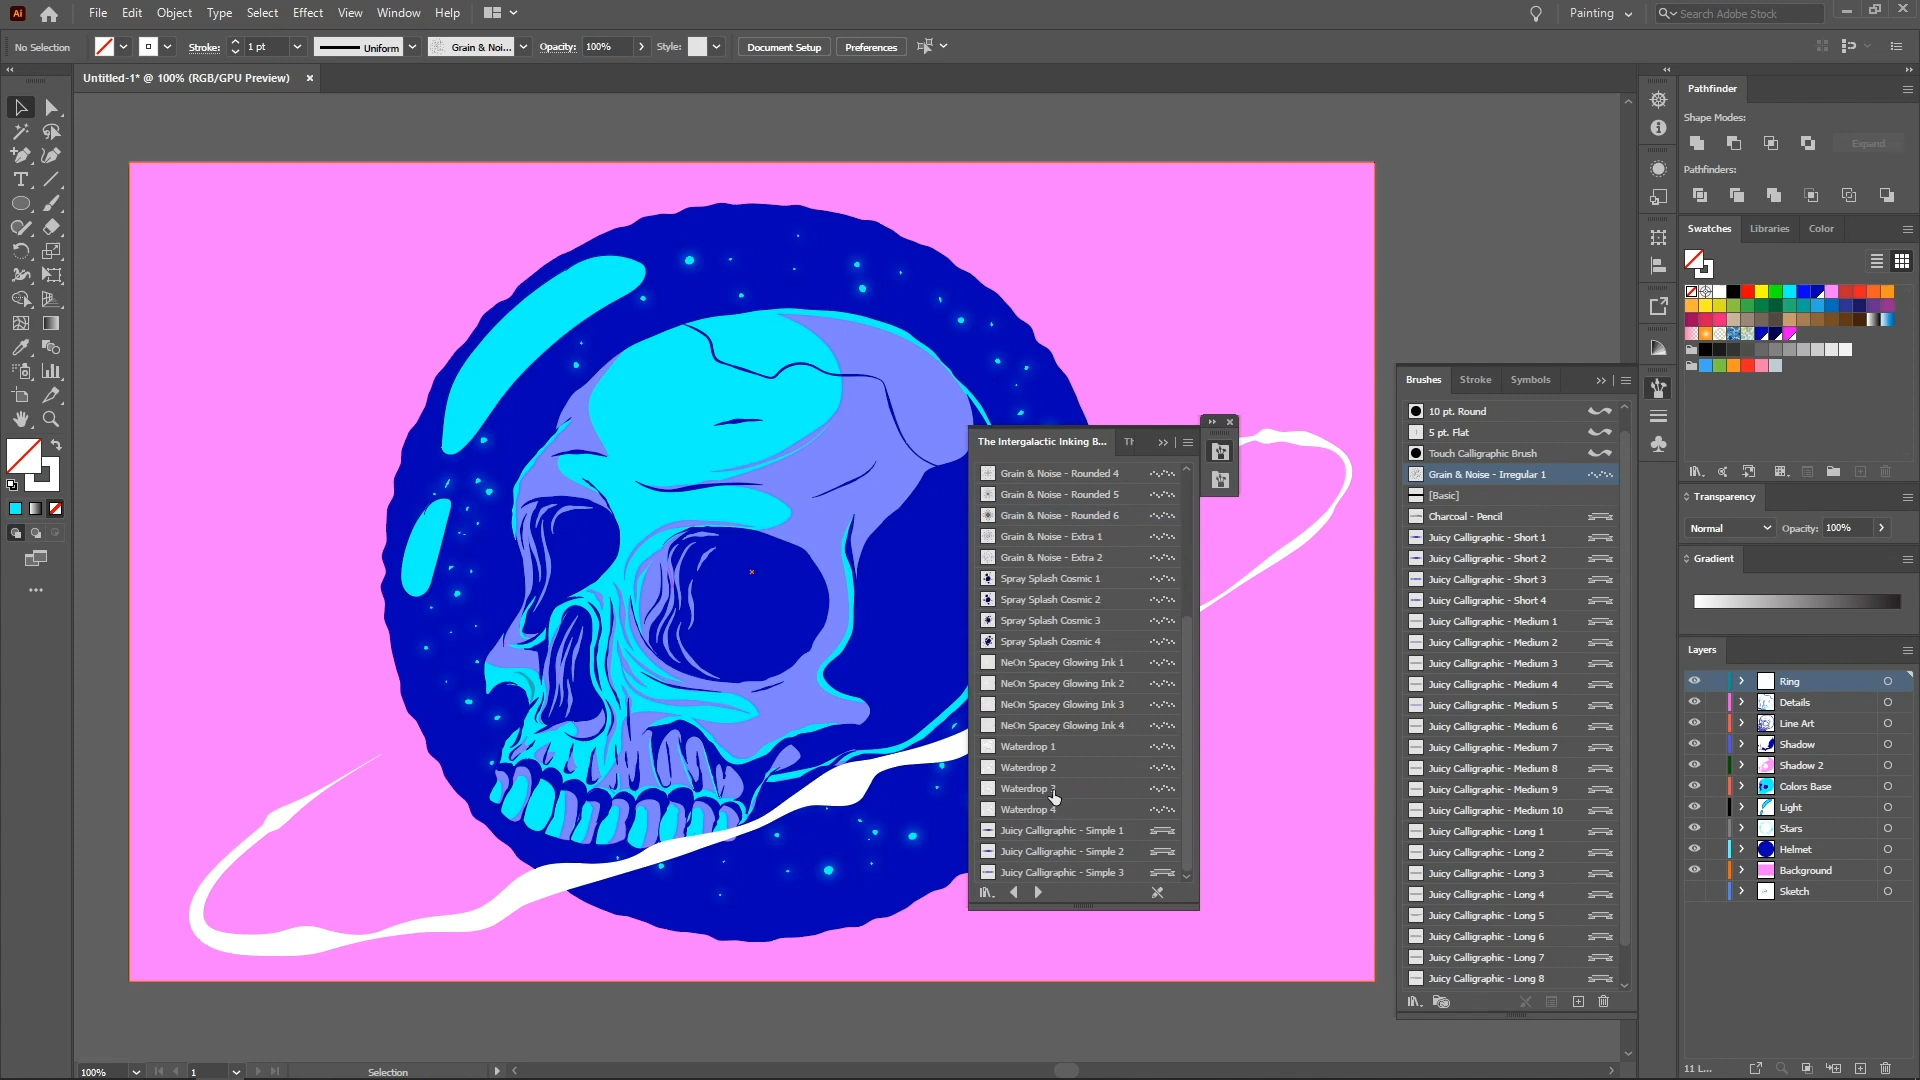 Ai
File Edit Object Type Select Effect View Window Help
Painting
Search Adobe Stock
No Selection
Stroke: 1 pt
Uniform
Grain & Noi...
Opacity: 100%
Style:
Document Setup
Preferences
Untitled-1* @ 100% (RGB/GPU Preview)
Pathfinder
Shape Modes:
Expand
Pathfinders:
Swatches Libraries Color
Brushes Stroke Symbols
10 pt. Round
5 pt. Flat
Touch Calligraphic Brush
Grain & Noise - Irregular 1
[Basic]
Charcoal - Pencil
Juicy Calligraphic - Short 1
Juicy Calligraphic - Short 2
Juicy Calligraphic - Short 3
Juicy Calligraphic - Short 4
Juicy Calligraphic - Medium 1
Juicy Calligraphic - Medium 2
Juicy Calligraphic - Medium 3
Juicy Calligraphic - Medium 4
Juicy Calligraphic - Medium 5
Juicy Calligraphic - Medium 6
Juicy Calligraphic - Medium 7
Juicy Calligraphic - Medium 8
Juicy Calligraphic - Medium 9
Juicy Calligraphic - Medium 10
Juicy Calligraphic - Long 1
Juicy Calligraphic - Long 2
Juicy Calligraphic - Long 3
Juicy Calligraphic - Long 4
Juicy Calligraphic - Long 5
Juicy Calligraphic - Long 6
Juicy Calligraphic - Long 7
Juicy Calligraphic - Long 8
The Intergalactic Inking B...
Grain & Noise - Rounded 4
Grain & Noise - Rounded 5
Grain & Noise - Rounded 6
Grain & Noise - Extra 1
Grain & Noise - Extra 2
Spray Splash Cosmic 1
Spray Splash Cosmic 2
Spray Splash Cosmic 3
Spray Splash Cosmic 4
NeOn Spacey Glowing Ink 1
NeOn Spacey Glowing Ink 2
NeOn Spacey Glowing Ink 3
NeOn Spacey Glowing Ink 4
Waterdrop 1
Waterdrop 2
Waterdrop 3
Waterdrop 4
Juicy Calligraphic - Simple 1
Juicy Calligraphic - Simple 2
Juicy Calligraphic - Simple 3
Transparency
Normal
Opacity: 100%
Gradient
Layers
Ring
Details
Line Art
Shadow
Shadow 2
Colors Base
Light
Stars
Helmet
Background
Sketch
11 L...
100%
1
Selection